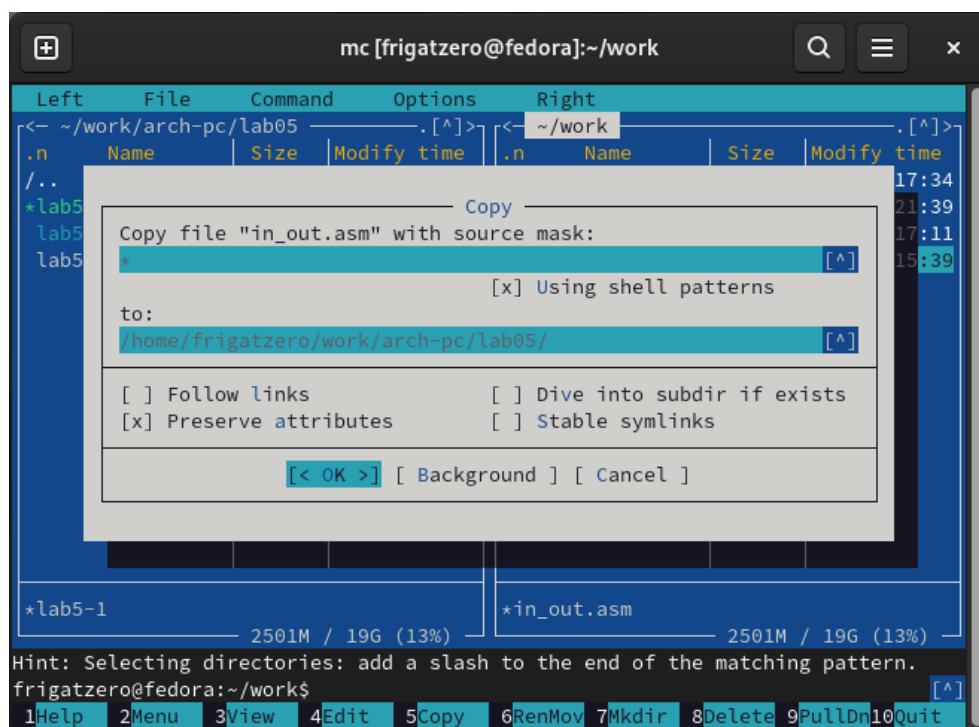 mc [frigatzero@fedora]:~/work
Left File Command Options Right
<— ~/work/arch-pc/lab05 .[^]> <— ~/work .[^]>
.n Name Size Modify time .n Name Size Modify time
/.. 17:34
*lab5 21:39
lab5 17:11
lab5 15:39
Copy
Copy file "in_out.asm" with source mask:
* [^]
[x] Using shell patterns
to:
/home/frigatzero/work/arch-pc/lab05/ [^]
[ ] Follow links [ ] Dive into subdir if exists
[x] Preserve attributes [ ] Stable symlinks
[< OK >] [ Background ] [ Cancel ]
*lab5-1 *in_out.asm
2501M / 19G (13%) 2501M / 19G (13%)
Hint: Selecting directories: add a slash to the end of the matching pattern.
frigatzero@fedora:~/work$ [^]
1Help 2Menu 3View 4Edit 5Copy 6RenMov 7Mkdir 8Delete 9PullDn 10Quit